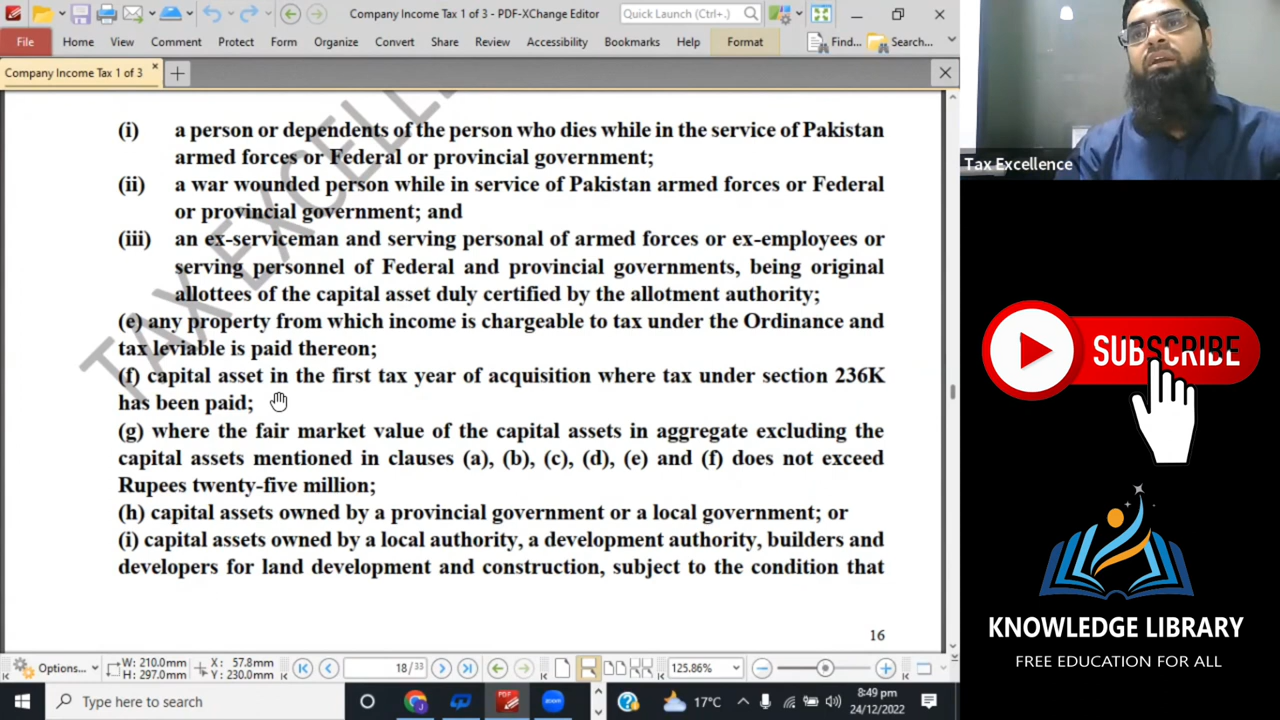 Company Income Tax 1 of 3 - PDF-XChange Editor
Quick Launch (Ctrl+.)
File Home View Comment Protect Form Organize Convert Share Review Accessibility Bookmarks Help Format Find... Search...
Company Income Tax 1 of 3
TAX EXCELLE
(i) a person or dependents of the person who dies while in the service of Pakistan
armed forces or Federal or provincial government;
(ii) a war wounded person while in service of Pakistan armed forces or Federal
or provincial government; and
(iii) an ex-serviceman and serving personal of armed forces or ex-employees or
serving personnel of Federal and provincial governments, being original
allottees of the capital asset duly certified by the allotment authority;
(e) any property from which income is chargeable to tax under the Ordinance and
tax leviable is paid thereon;
(f) capital asset in the first tax year of acquisition where tax under section 236K
has been paid;
(g) where the fair market value of the capital assets in aggregate excluding the
capital assets mentioned in clauses (a), (b), (c), (d), (e) and (f) does not exceed
Rupees twenty-five million;
(h) capital assets owned by a provincial government or a local government; or
(i) capital assets owned by a local authority, a development authority, builders and
developers for land development and construction, subject to the condition that
16
Options...
W: 210.0mm
H: 297.0mm
X: 57.8mm
Y: 230.0mm
18 /33
125.86%
Type here to search
PDF
zoom
17°C
8:49 pm
24/12/2022
Tax Excellence
SUBSCRIBE
KNOWLEDGE LIBRARY
FREE EDUCATION FOR ALL